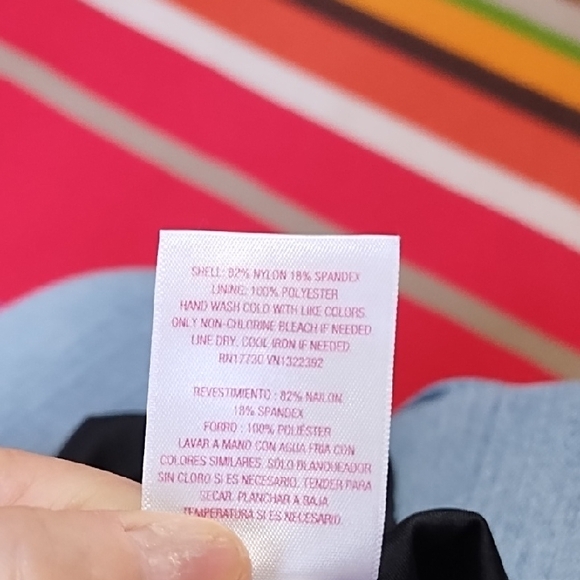 SHELL: 82% NYLON 18% SPANDEX
LINING: 100% POLYESTER
HAND WASH COLD WITH LIKE COLORS.
ONLY NON-CHLORINE BLEACH IF NEEDED
LINE DRY. COOL IRON IF NEEDED.
RN17730 VN1322392
REVESTIMIENTO : 82% NAILON.
18% SPANDEX
FORRO : 100% POLIÉSTER
LAVAR A MANO CON AGUA FRIA CON
COLORES SIMILARES. SÓLO BLANQUEADOR
SIN CLORO SI ES NECESARIO. TENDER PARA
SECAR. PLANCHAR A BAJA
TEMPERATURA SI ES NECESARIO.